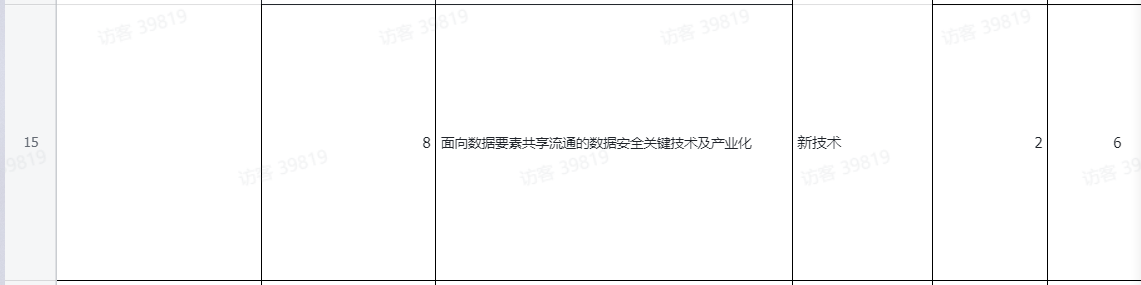 访客 39819 访客 39819 访客 39819 访客 39819
15 8 面向数据要素共享流通的数据安全关键技术及产业化 新技术 2 6
39819 访客 39819 访客 39819 访客 39819 访客